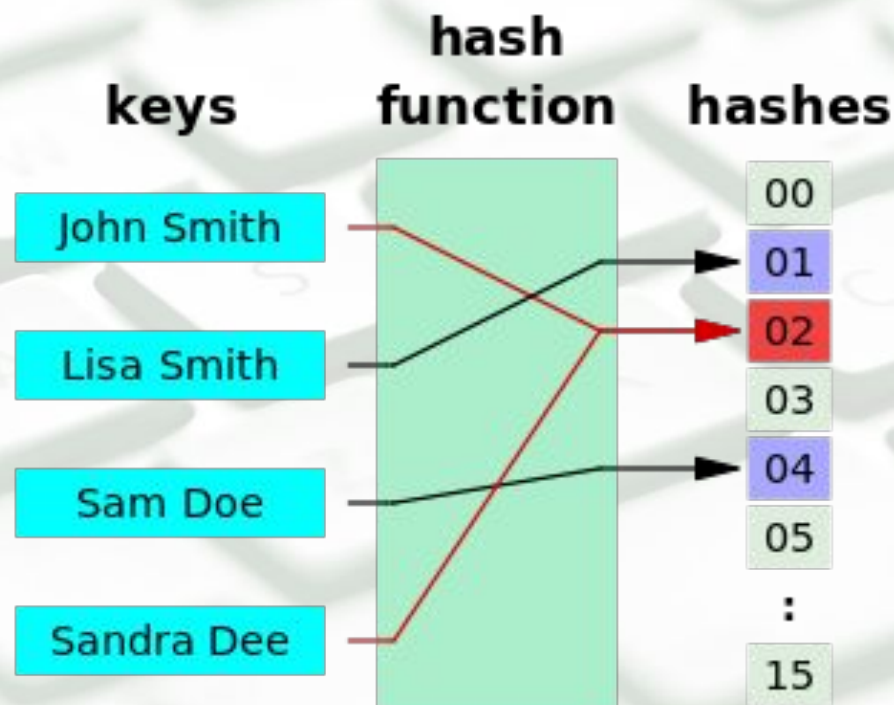 keys
hash
function
hashes
John Smith
Lisa Smith
Sam Doe
Sandra Dee
00
01
02
03
04
05
:
15